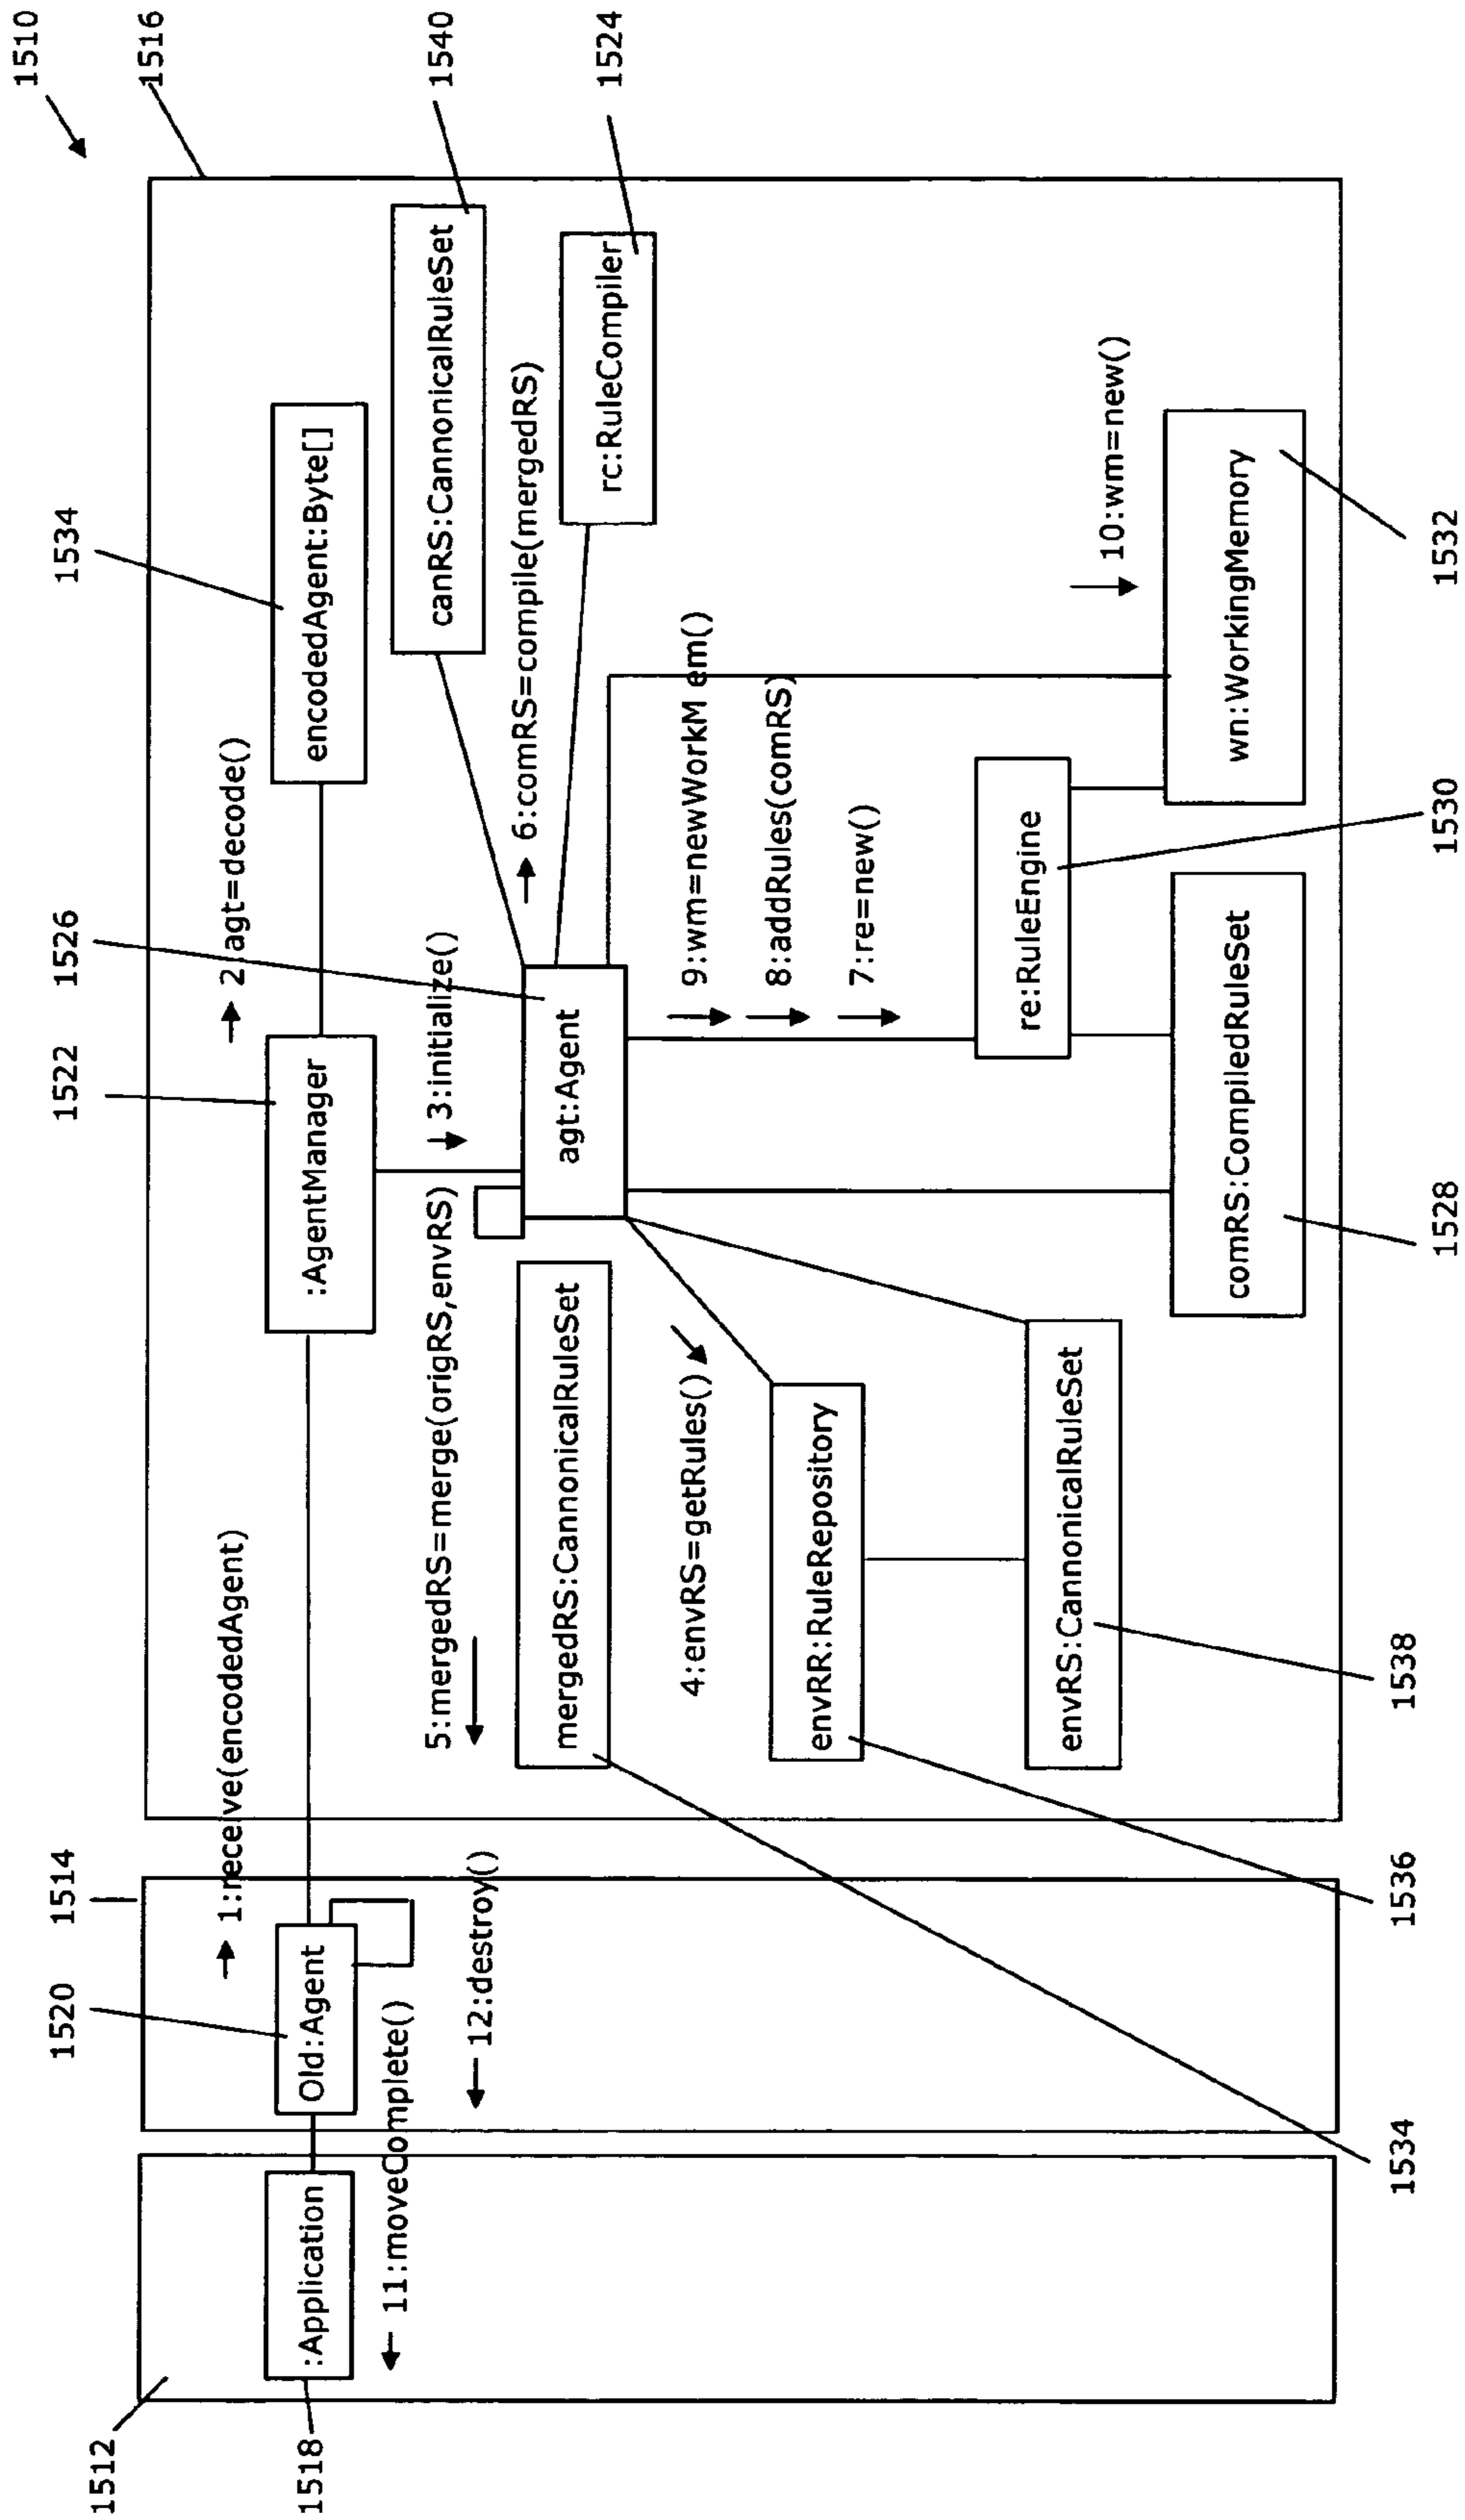 1510
1516
1540
1524
1534
1526
1522
1514
1520
1512
1518
1:receive(encodedAgent)
2:agt=decode()
:Application
Old:Agent
:AgentManager
encodedAgent:Byte[]
11:moveComplete()
12:destroy()
5:mergedRS=merge(origRS,envRS)
3:initialize()
canRS:CannonicalRuleSet
6:comRS=compile(mergedRS)
mergedRS:CannonicalRuleSet
agt:Agent
rc:RuleCompiler
4:envRS=getRules()
9:wm=newWorkM em()
8:addRules(comRS)
7:re=new()
envRR:RuleRepository
re:RuleEngine
10:wm=new()
envRS:CannonicalRuleSet
comRS:CompiledRuleSet
wn:WorkingMemory
1534
1536
1538
1528
1530
1532